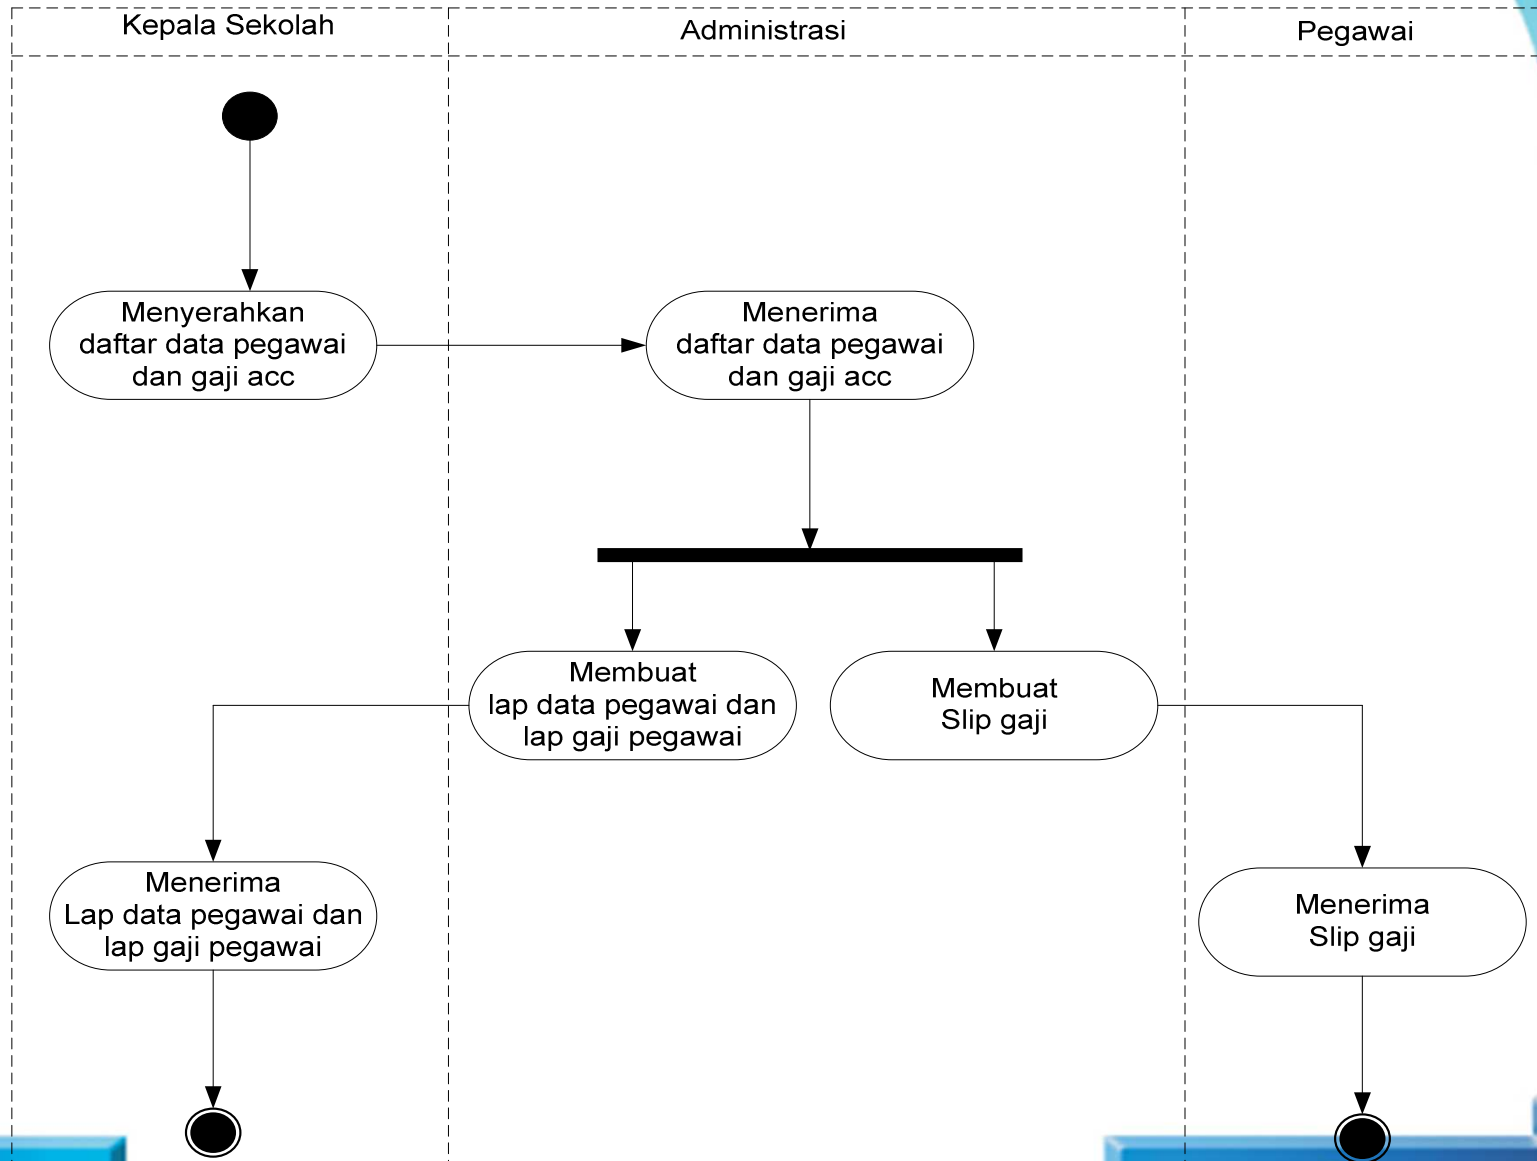 Kepala Sekolah
Administrasi
Pegawai
Menyerahkan
daftar data pegawai
dan gaji acc
Menerima
daftar data pegawai
dan gaji acc
Membuat
lap data pegawai dan
lap gaji pegawai
Membuat
Slip gaji
Menerima
Lap data pegawai dan
lap gaji pegawai
Menerima
Slip gaji